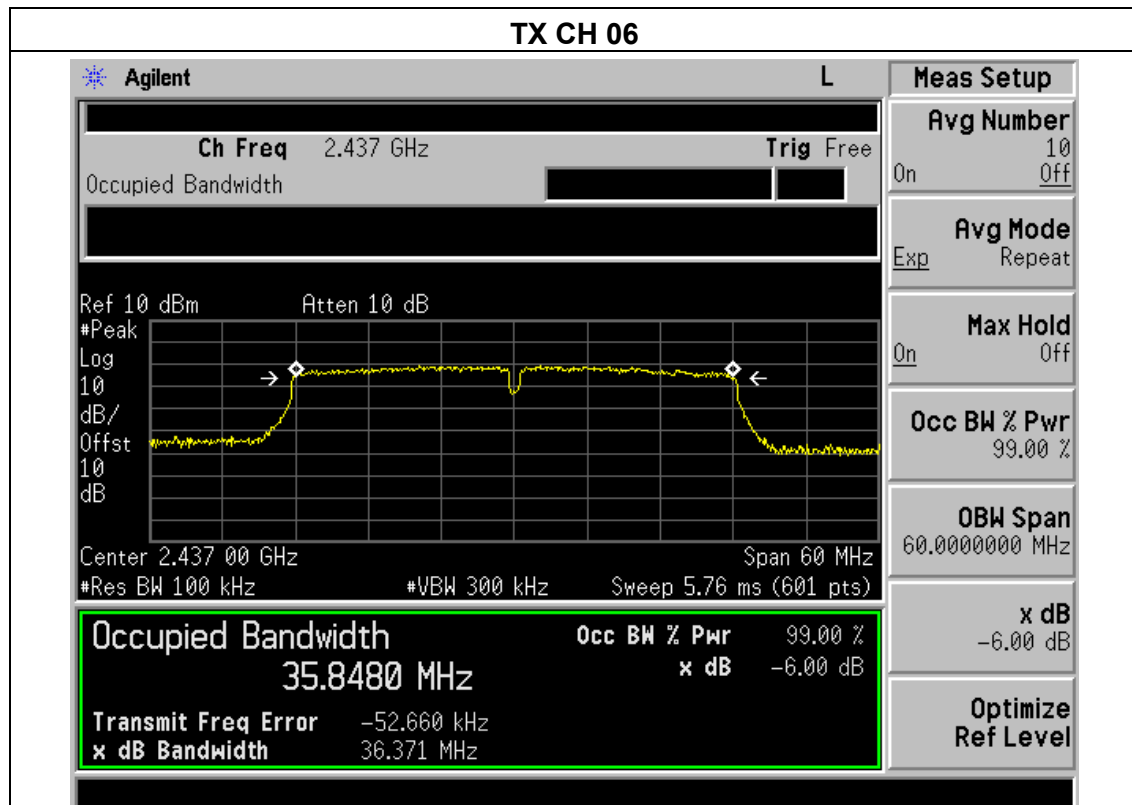 TX CH 06
Agilent L
Ch Freq 2.437 GHz Trig Free
Occupied Bandwidth
Ref 10 dBm Atten 10 dB
#Peak
Log
10
dB/
Offst
10
dB
Center 2.437 00 GHz Span 60 MHz
#Res BW 100 kHz #VBW 300 kHz Sweep 5.76 ms (601 pts)
Occupied Bandwidth Occ BW % Pwr 99.00 %
35.8480 MHz x dB -6.00 dB
Transmit Freq Error -52.660 kHz
x dB Bandwidth 36.371 MHz
Meas Setup
Avg Number
10
On Off
Avg Mode
Exp Repeat
Max Hold
On Off
Occ BW % Pwr
99.00 %
OBW Span
60.0000000 MHz
x dB
-6.00 dB
Optimize
Ref Level